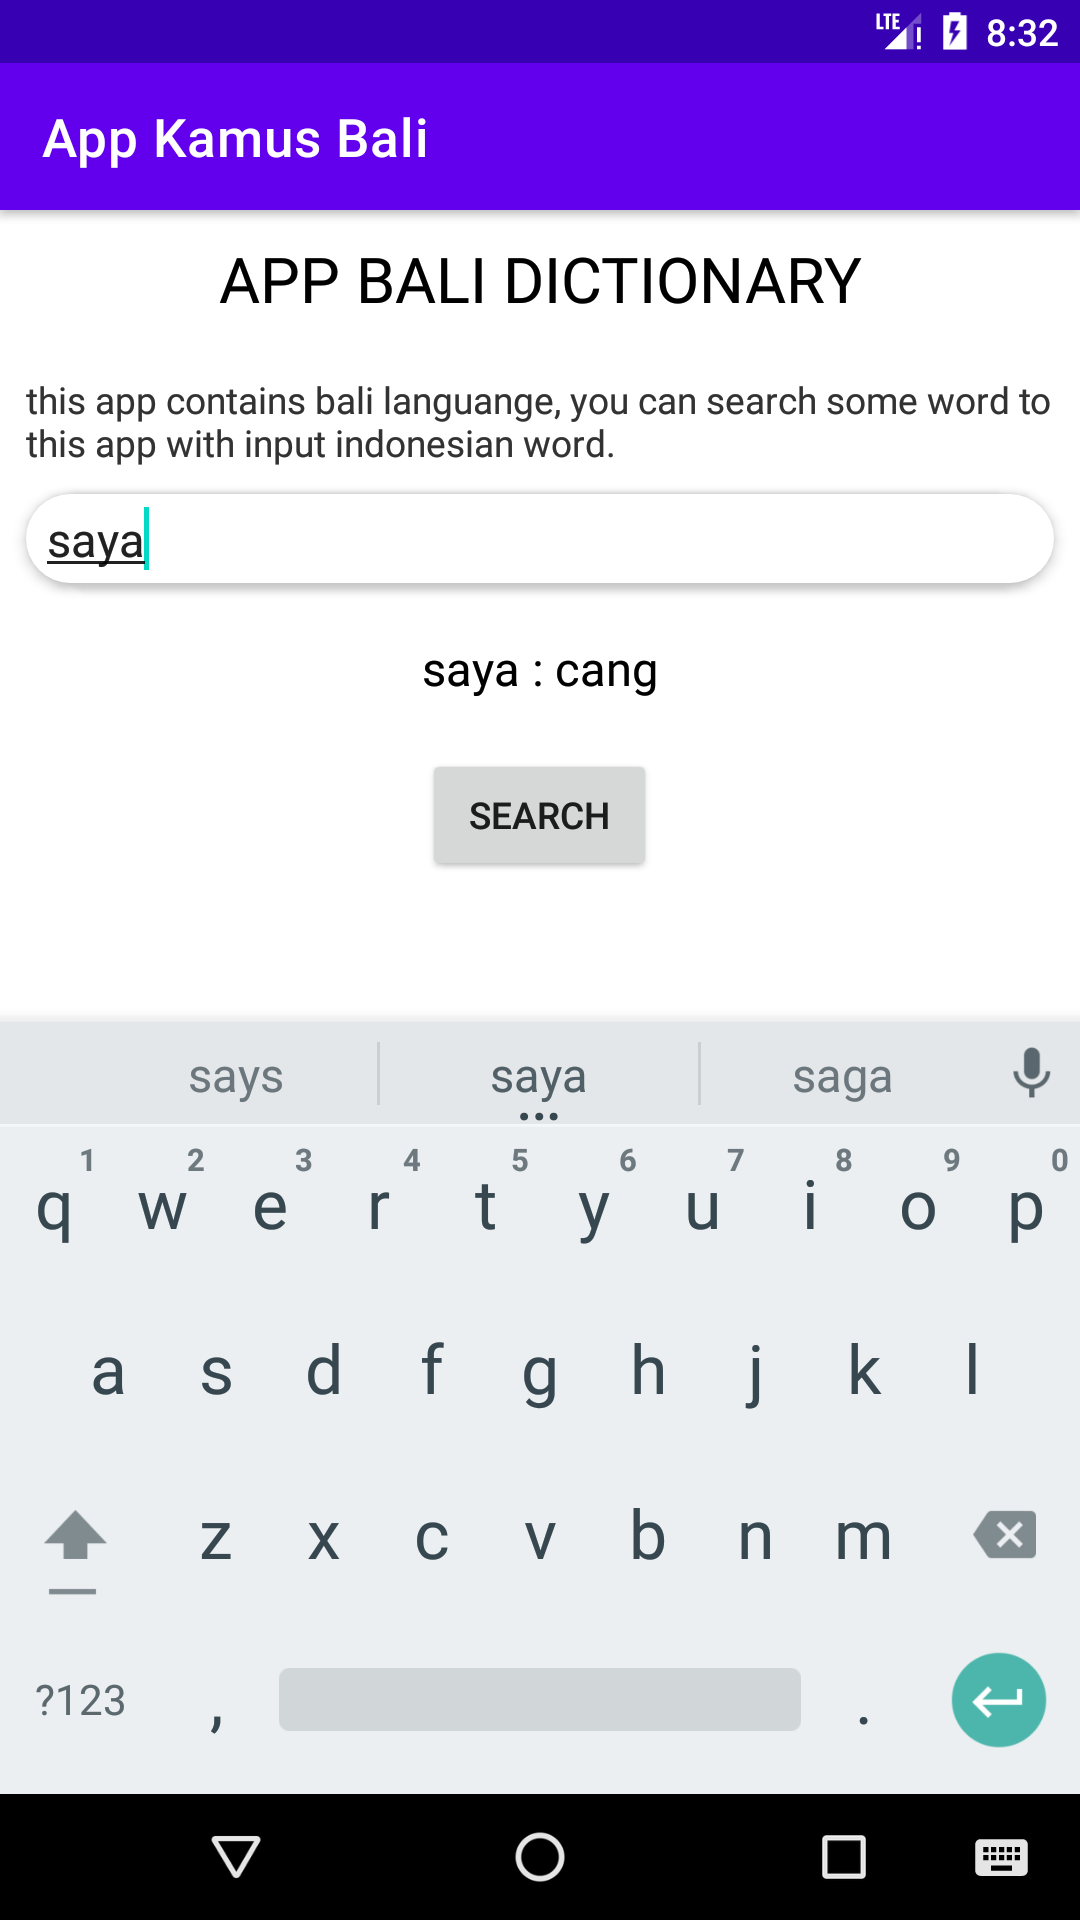 LTE 8:32
App Kamus Bali
APP BALI DICTIONARY
this app contains bali languange, you can search some word to
this app with input indonesian word.
saya
saya : cang
SEARCH
says saya saga
1 2 3 4 5 6 7 8 9 0
q w e r t y u i o p
a s d f g h j k l
z x c v b n m
?123 , .